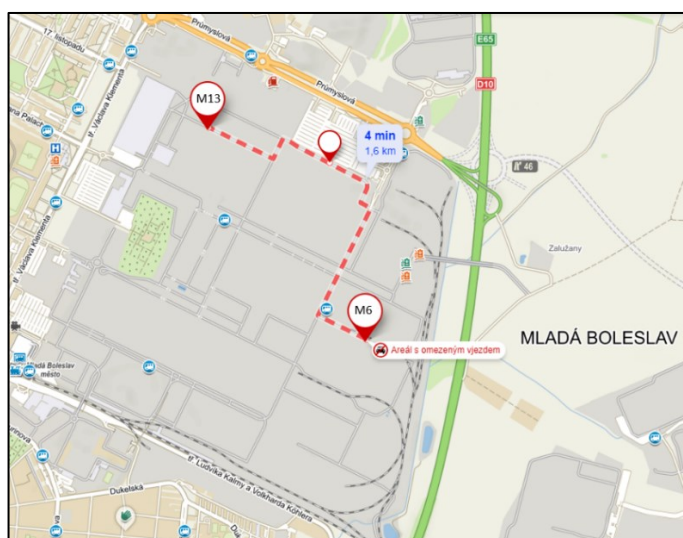 17. listopadu
Průmyslová
E65
M13
tř. Václava Klementa
Průmyslová
D10
4 min
1,6 km
46
Zalužany
tř. Václava Klementa
M6
MLADÁ BOLESLAV
Areál s omezeným vjezdem
Mladá Boleslav
město
tř. Ludvíka Kalmy a Volkharda Köhlera
Dukelská